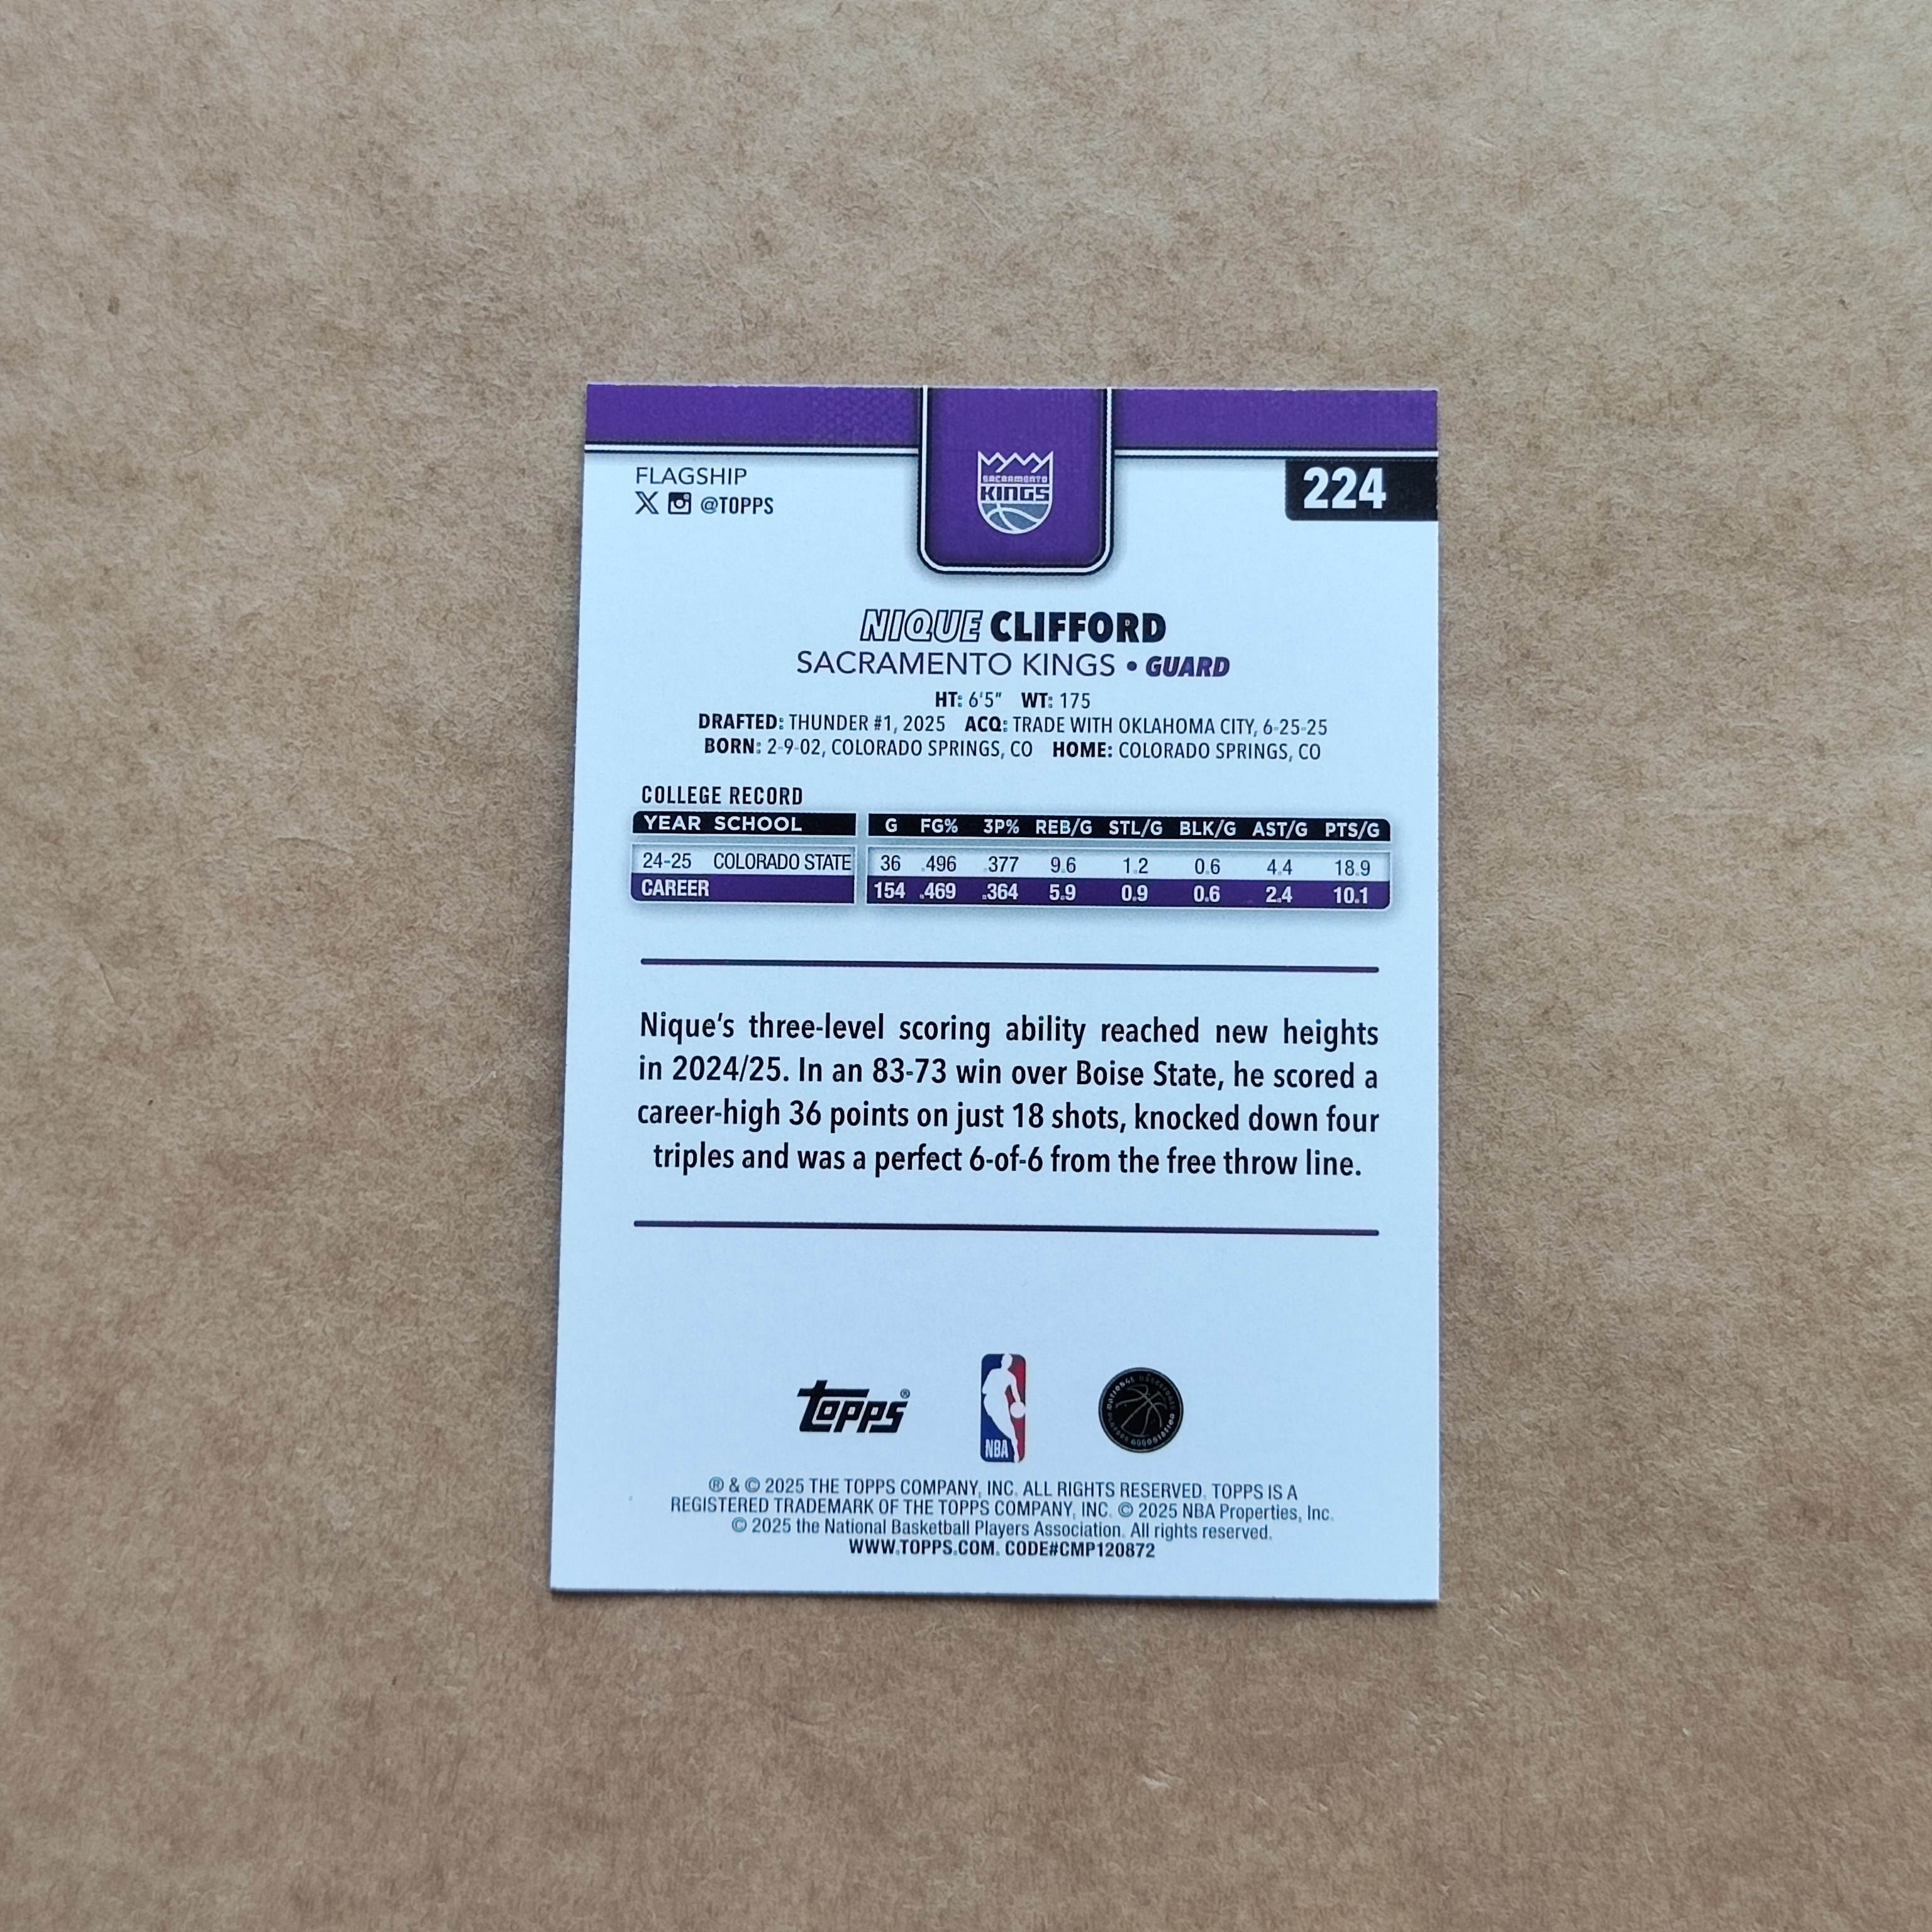 FLAGSHIP
@TOPPS
SACRAMENTO
KINGS
224
NIQUE CLIFFORD
SACRAMENTO KINGS • GUARD
HT: 6'5" WT: 175
DRAFTED: THUNDER #1, 2025 ACQ: TRADE WITH OKLAHOMA CITY, 6-25-25
BORN: 2-9-02, COLORADO SPRINGS, CO HOME: COLORADO SPRINGS, CO
COLLEGE RECORD
YEAR SCHOOL G FG% 3P% REB/G STL/G BLK/G AST/G PTS/G
24-25 COLORADO STATE 36 .496 .377 9.6 1.2 0.6 4.4 18.9
CAREER 154 .469 .364 5.9 0.9 0.6 2.4 10.1
Nique's three-level scoring ability reached new heights
in 2024/25. In an 83-73 win over Boise State, he scored a
career-high 36 points on just 18 shots, knocked down four
triples and was a perfect 6-of-6 from the free throw line.
topps®
NBA
NATIONAL BASKETBALL PLAYERS ASSOCIATION
® & © 2025 THE TOPPS COMPANY, INC. ALL RIGHTS RESERVED. TOPPS IS A
REGISTERED TRADEMARK OF THE TOPPS COMPANY, INC. © 2025 NBA Properties, Inc.
© 2025 the National Basketball Players Association. All rights reserved.
WWW.TOPPS.COM. CODE#CMP120872